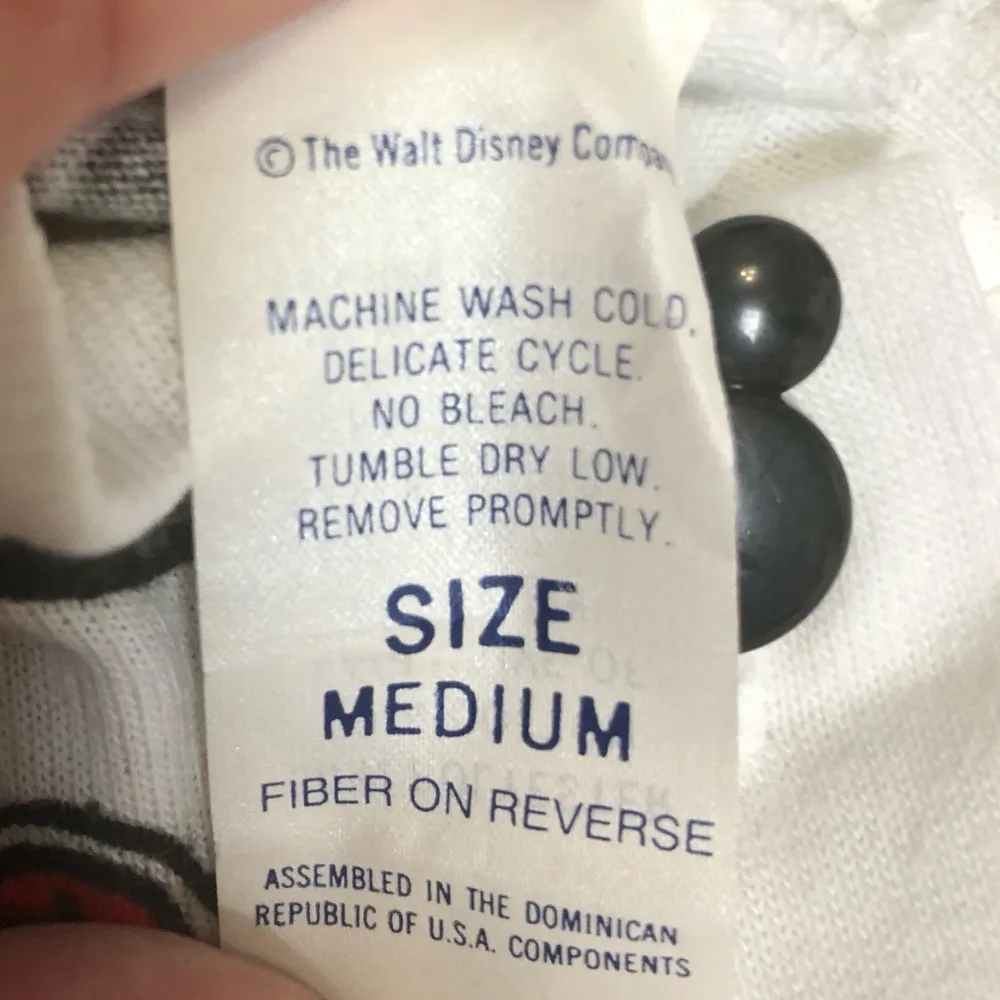 © The Walt Disney Compa
MACHINE WASH COLD.
DELICATE CYCLE.
NO BLEACH.
TUMBLE DRY LOW.
REMOVE PROMPTLY.
SIZE
MEDIUM
FIBER ON REVERSE
ASSEMBLED IN THE DOMINICAN
REPUBLIC OF U.S.A. COMPONENTS